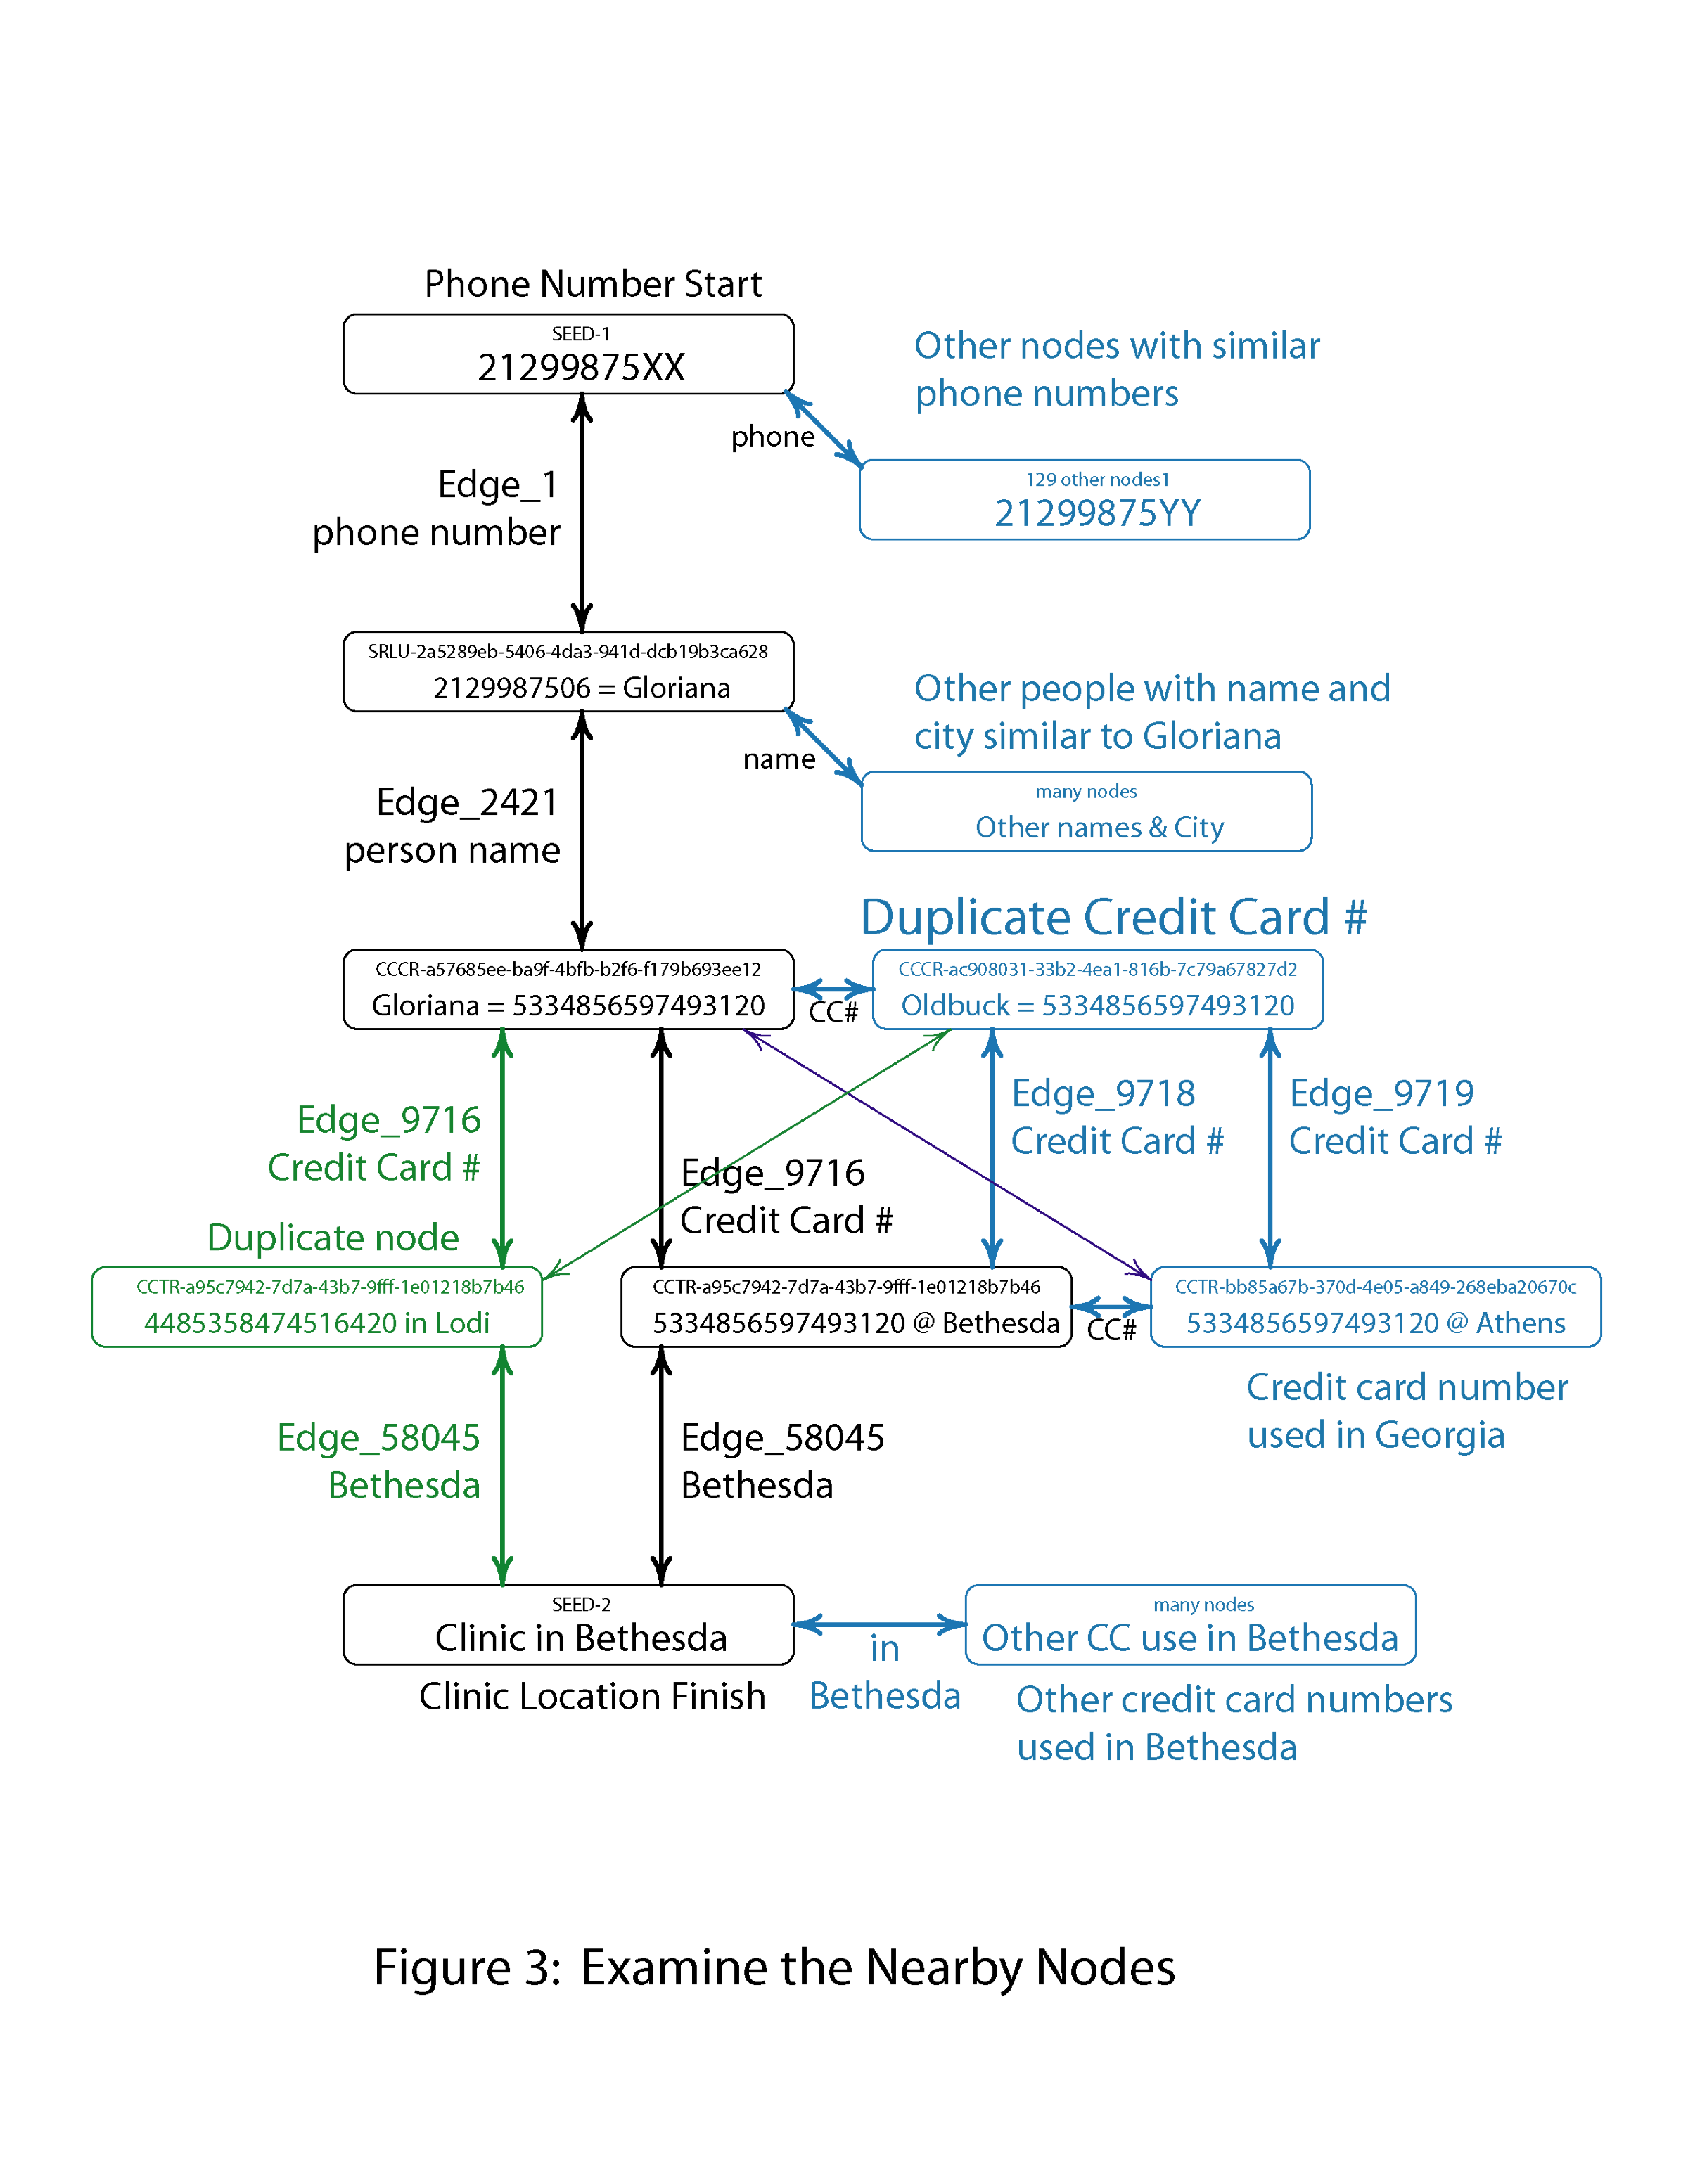 Phone Number Start
SEED-1
21299875XX
Other nodes with similar
phone numbers
phone
129 other nodes1
21299875YY
Edge_1
phone number
SRLU-2a5289eb-5406-4da3-941d-dcb19b3ca628
2129987506 = Gloriana
Other people with name and
city similar to Gloriana
name
many nodes
Other names & City
Edge_2421
person name
Duplicate Credit Card #
CCCR-a57685ee-ba9f-4bfb-b2f6-f179b693ee12
Gloriana = 5334856597493120
CC#
CCCR-ac908031-33b2-4ea1-816b-7c79a67827d2
Oldbuck = 5334856597493120
Edge_9716
Credit Card #
Edge_9716
Credit Card #
Edge_9718
Credit Card #
Edge_9719
Credit Card #
Duplicate node
CCTR-a95c7942-7d7a-43b7-9fff-1e01218b7b46
4485358474516420 in Lodi
CCTR-a95c7942-7d7a-43b7-9fff-1e01218b7b46
5334856597493120 @ Bethesda
CC#
CCTR-bb85a67b-370d-4e05-a849-268eba20670c
5334856597493120 @ Athens
Credit card number
used in Georgia
Edge_58045
Bethesda
Edge_58045
Bethesda
SEED-2
Clinic in Bethesda
Clinic Location Finish
in
Bethesda
many nodes
Other CC use in Bethesda
Other credit card numbers
used in Bethesda
Figure 3: Examine the Nearby Nodes